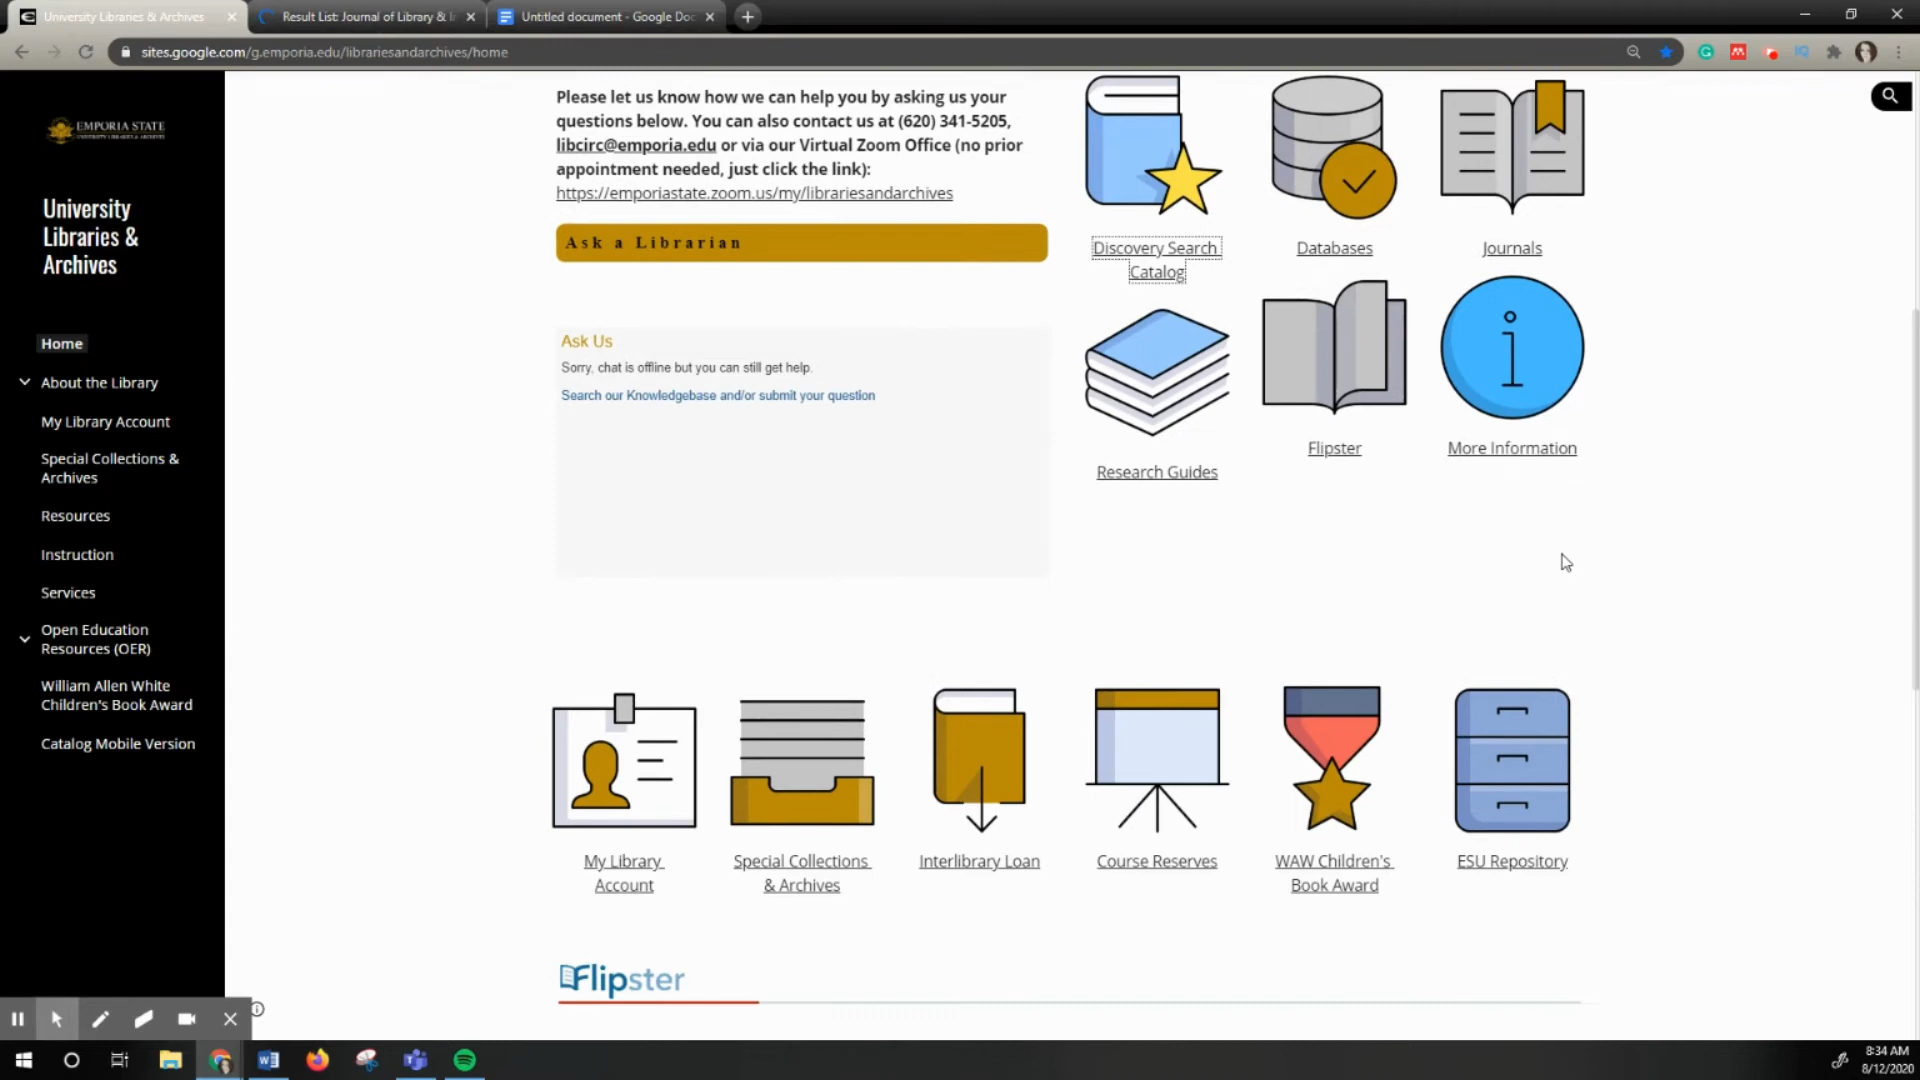 University Libraries & Archives
Result List: Journal of Library & I
Untitled document - Google Doc
sites.google.com/g.emporia.edu/librariesandarchives/home
EMPORIA STATE
UNIVERSITY LIBRARIES & ARCHIVES
University
Libraries &
Archives
Home
About the Library
My Library Account
Special Collections &
Archives
Resources
Instruction
Services
Open Education
Resources (OER)
William Allen White
Children's Book Award
Catalog Mobile Version
Please let us know how we can help you by asking us your
questions below. You can also contact us at (620) 341-5205,
libcirc@emporia.edu or via our Virtual Zoom Office (no prior
appointment needed, just click the link):
https://emporiastate.zoom.us/my/librariesandarchives
Ask a Librarian
Ask Us
Sorry, chat is offline but you can still get help.
Search our Knowledgebase and/or submit your question
Discovery Search
Catalog
Databases
Journals
Research Guides
Flipster
More Information
My Library
Account
Special Collections
& Archives
Interlibrary Loan
Course Reserves
WAW Children's
Book Award
ESU Repository
Flipster
8:34 AM
8/12/2020